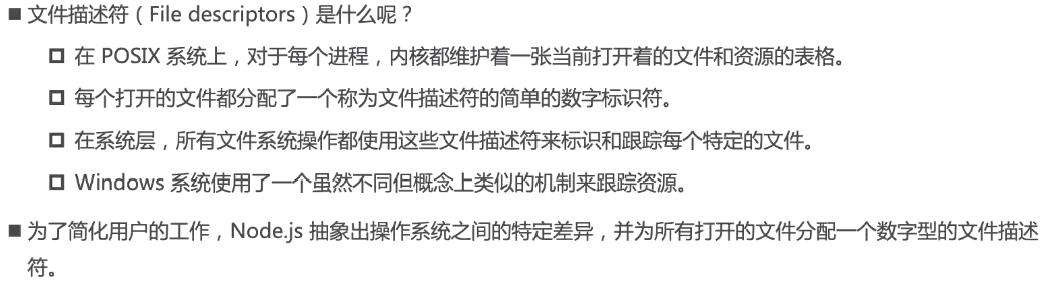 ■ 文件描述符（File descriptors）是什么呢？
□ 在 POSIX 系统上，对于每个进程，内核都维护着一张当前打开着的文件和资源的表格。
□ 每个打开的文件都分配了一个称为文件描述符的简单的数字标识符。
□ 在系统层，所有文件系统操作都使用这些文件描述符来标识和跟踪每个特定的文件。
□ Windows 系统使用了一个虽然不同但概念上类似的机制来跟踪资源。
■ 为了简化用户的工作，Node.js 抽象出操作系统之间的特定差异，并为所有打开的文件分配一个数字型的文件描述
符。